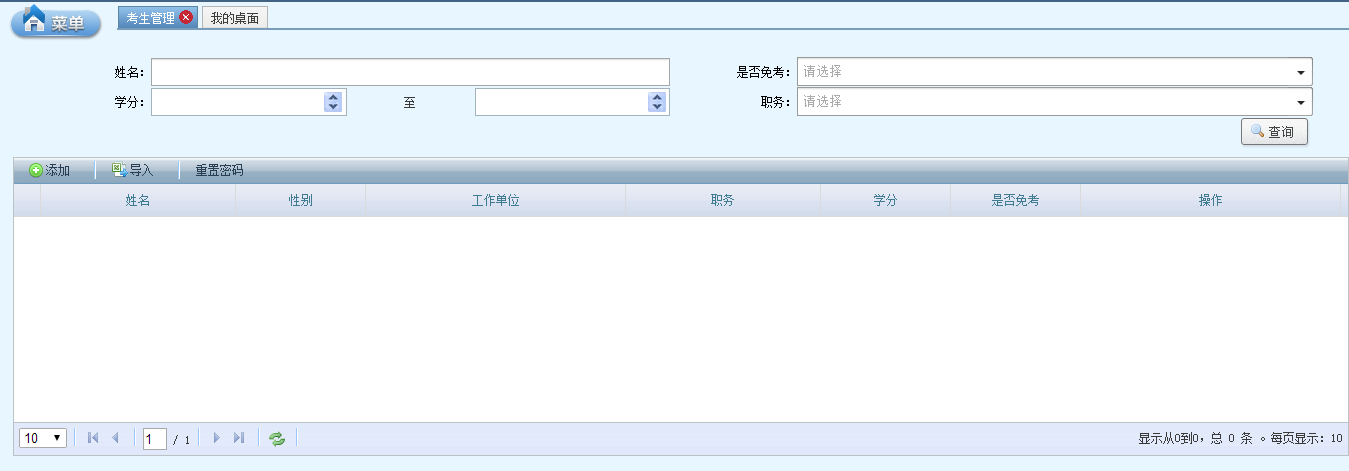 菜单 考生管理 我的桌面
姓名: 是否免考: 请选择
学分: 至 职务: 请选择
查询
添加 导入 重置密码
姓名 性别 工作单位 职务 学分 是否免考 操作
10 1 / 1 显示从0到0，总 0 条 。每页显示：10